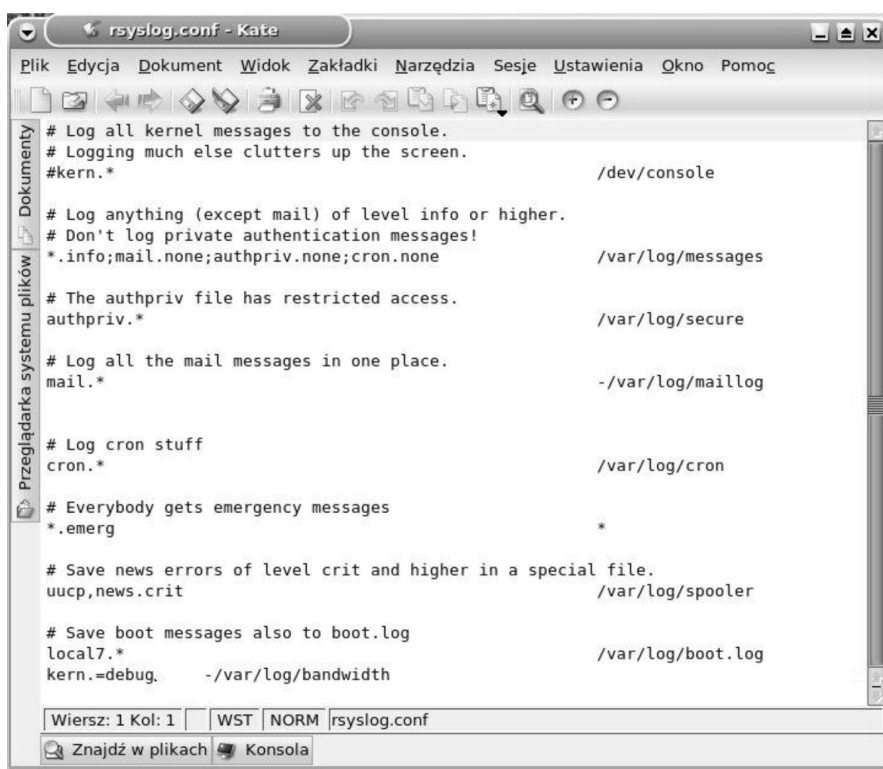 rsyslog.conf - Kate
Plik Edycja Dokument Widok Zakładki Narzędzia Sesje Ustawienia Okno Pomoc
Dokumenty
Przeglądarka systemu plików
# Log all kernel messages to the console.
# Logging much else clutters up the screen.
#kern.* /dev/console
# Log anything (except mail) of level info or higher.
# Don't log private authentication messages!
*.info;mail.none;authpriv.none;cron.none /var/log/messages
# The authpriv file has restricted access.
authpriv.* /var/log/secure
# Log all the mail messages in one place.
mail.* -/var/log/maillog
# Log cron stuff
cron.* /var/log/cron
# Everybody gets emergency messages
*.emerg *
# Save news errors of level crit and higher in a special file.
uucp,news.crit /var/log/spooler
# Save boot messages also to boot.log
local7.* /var/log/boot.log
kern.=debug. -/var/log/bandwidth
Wiersz: 1 Kol: 1 WST NORM rsyslog.conf
Znajdź w plikach Konsola